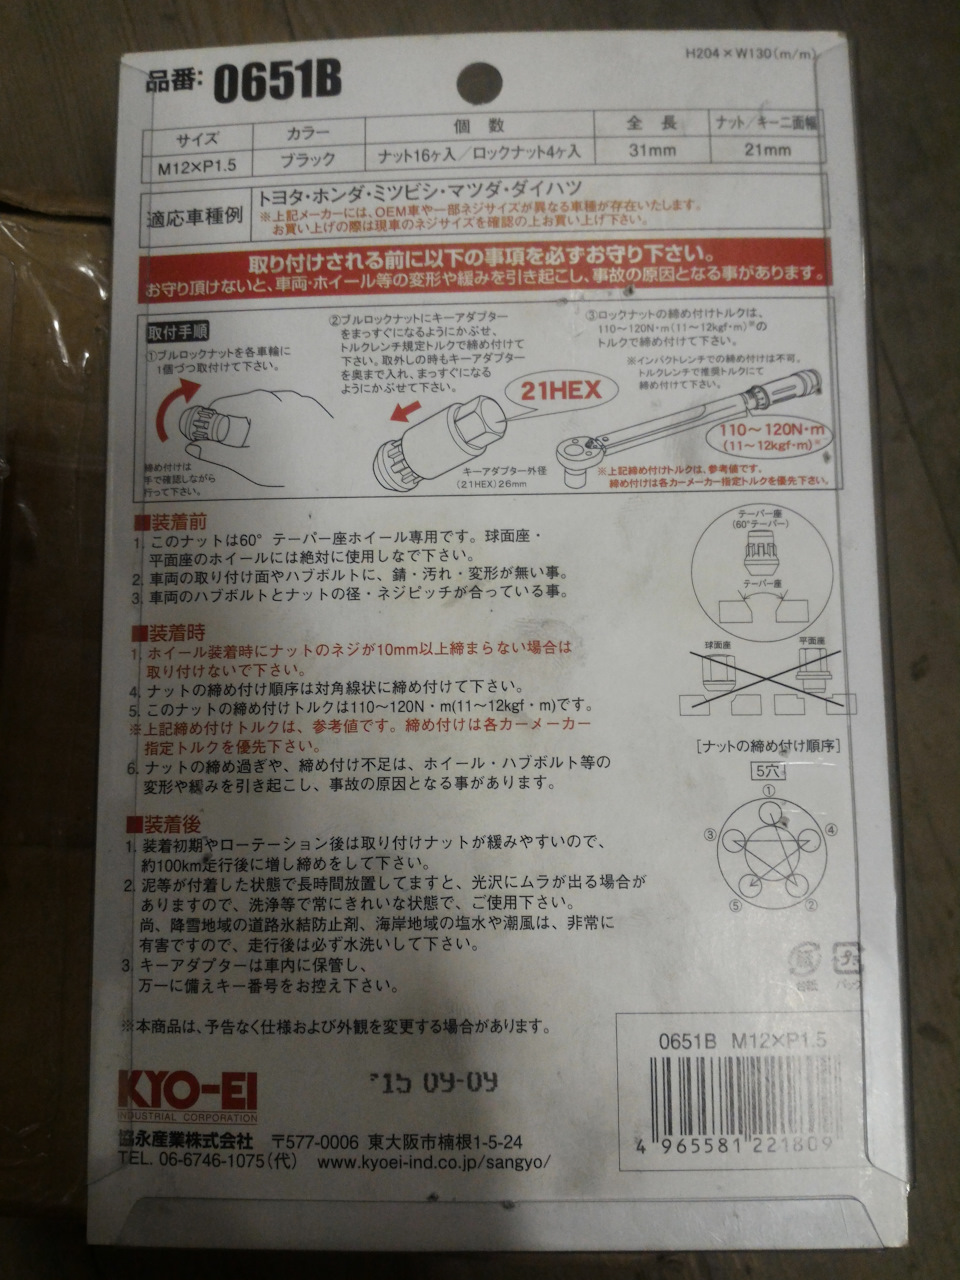 H204×W130(m/m)
品番: 0651B
サイズ カラー 個 数 全 長 ナット/キー二面幅
M12×P1.5 ブラック ナット16ケ入/ロックナット4ケ入 31mm 21mm
適応車種例
トヨタ・ホンダ・ミツビシ・マツダ・ダイハツ
※上記メーカーには、OEM車や一部ネジサイズが異なる車種が存在いたします。
お買い上げの際は現車のネジサイズを確認の上お買い上げ下さい。
取り付けされる前に以下の事項を必ずお守り下さい。
お守り頂けないと、車両・ホイール等の変形や緩みを引き起こし、事故の原因となる事があります。
取付手順
①ブルロックナットを各車輪に
1個づつ取付けて下さい。
締め付けは
手で確認しながら
行って下さい。
②ブルロックナットにキーアダプター
をまっすぐになるようにかぶせ、
トルクレンチ規定トルクで締め付けて
下さい。取外しの時もキーアダプター
を奥まで入れ、まっすぐになる
ようにかぶせて下さい。
21HEX
キーアダプター外径
(21HEX)26mm
③ロックナットの締め付けトルクは、
110〜120N・m(11〜12kgf・m)※の
トルクで締め付けて下さい。
※インパクトレンチでの締め付けは不可。
トルクレンチで推奨トルクにて
締め付けて下さい。
110〜120N・m
(11〜12kgf・m)※
※上記締め付けトルクは、参考値です。
締め付けは各カーメーカー指定トルクを優先下さい。
■装着前
1. このナットは60°テーパー座ホイール専用です。球面座・
平面座のホイールには絶対に使用しなで下さい。
2. 車両の取り付け面やハブボルトに、錆・汚れ・変形が無い事。
3. 車両のハブボルトとナットの径・ネジピッチが合っている事。
テーパー座
(60°テーパー)
テーパー座
球面座 平面座
■装着時
1. ホイール装着時にナットのネジが10mm以上締まらない場合は
取り付けないで下さい。
4. ナットの締め付け順序は対角線状に締め付けて下さい。
5. このナットの締め付けトルクは110〜120N・m(11〜12kgf・m)です。
※上記締め付けトルクは、参考値です。締め付けは各カーメーカー
指定トルクを優先下さい。
6. ナットの締め過ぎや、締め付け不足は、ホイール・ハブボルト等の
変形や緩みを引き起こし、事故の原因となる事があります。
[ナットの締め付け順序]
5穴
①
③ ④
⑤ ②
■装着後
1. 装着初期やローテーション後は取り付けナットが緩みやすいので、
約100km走行後に増し締めをして下さい。
2. 泥等が付着した状態で長時間放置してますと、光沢にムラが出る場合が
ありますので、洗浄等で常にきれいな状態で、ご使用下さい。
尚、降雪地域の道路氷結防止剤、海岸地域の塩水や潮風は、非常に
有害ですので、走行後は必ず水洗いして下さい。
3. キーアダプターは車内に保管し、
万一に備えキー番号をお控え下さい。
紙 プラ
台紙 パック
※本商品は、予告なく仕様および外観を変更する場合があります。
KYO-EI
INDUSTRIAL CORPORATION
'15 09-09
協永産業株式会社 〒577-0006 東大阪市楠根1-5-24
TEL. 06-6746-1075(代) www.kyoei-ind.co.jp/sangyo/
0651B M12×P1.5
4 965581 221809